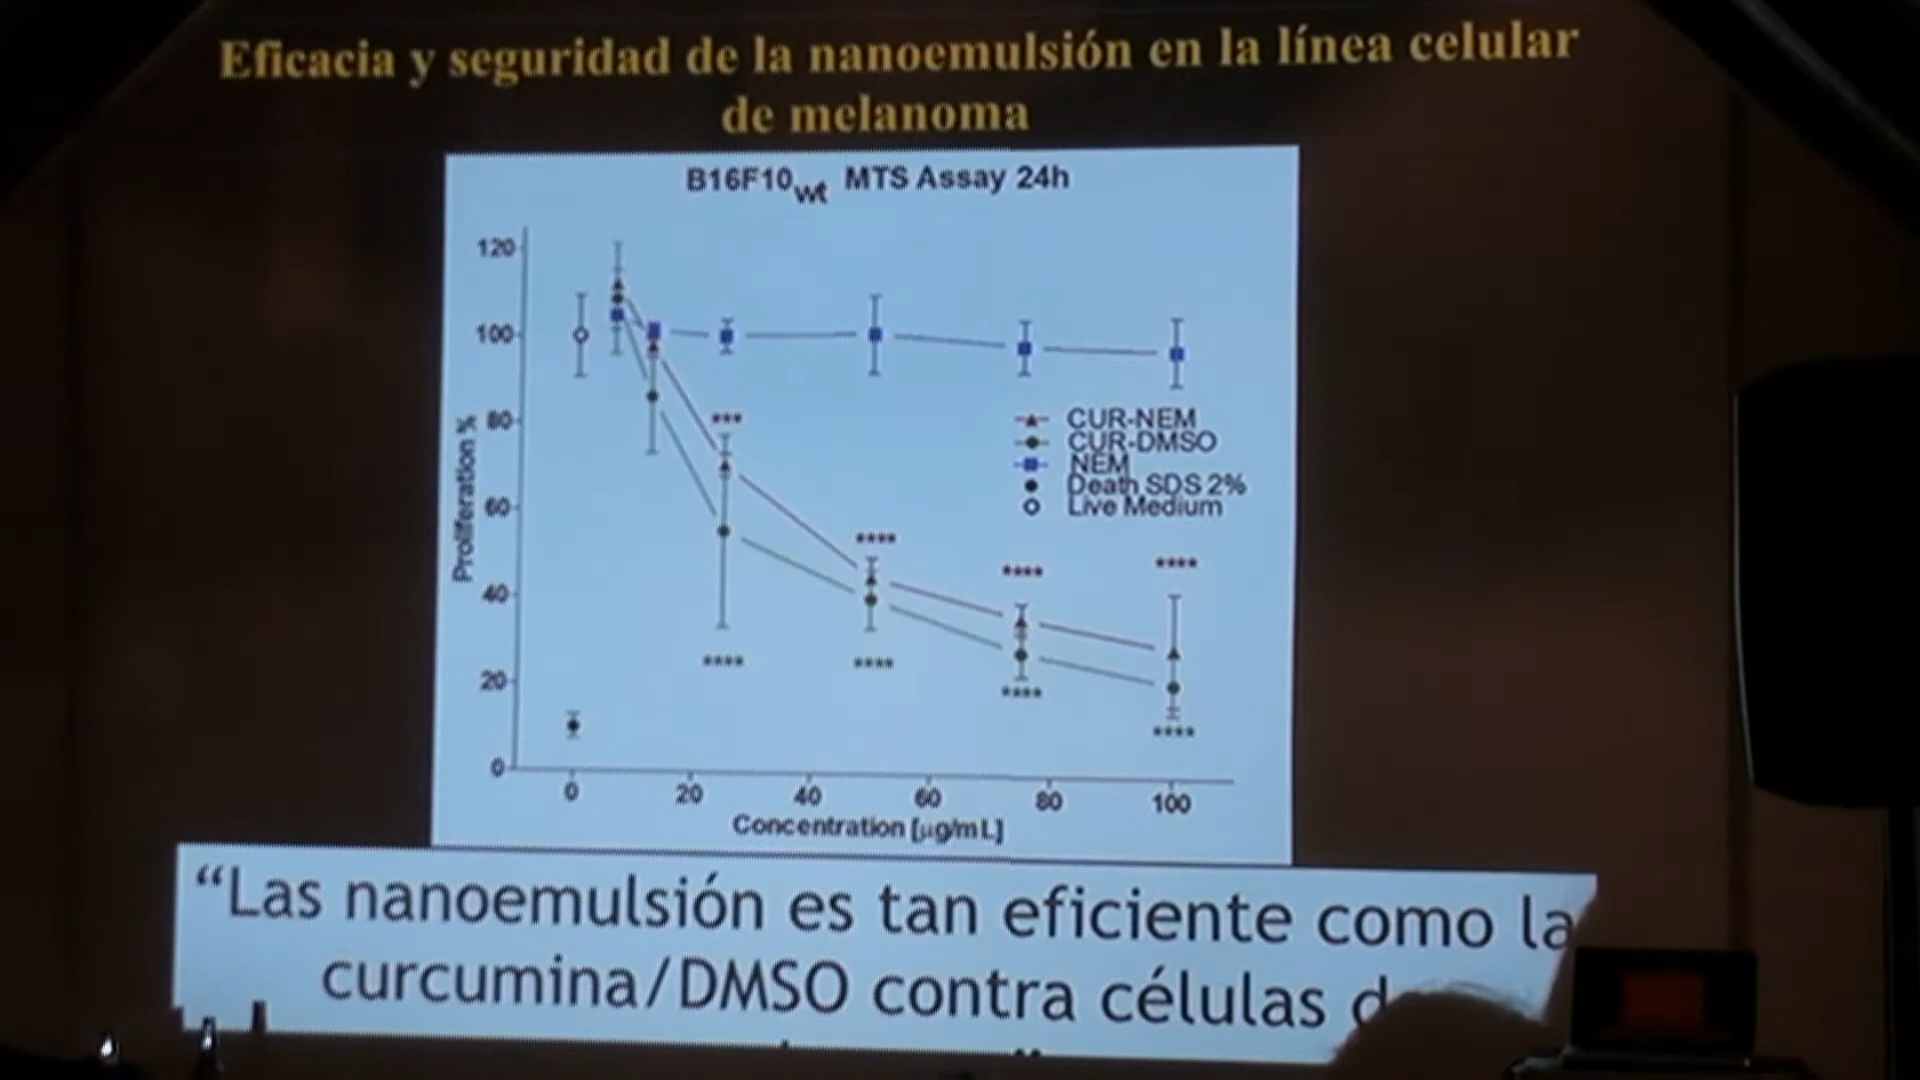 Eficacia y seguridad de la nanoemulsión en la línea celular
de melanoma
B16F10wt MTS Assay 24h
120
100
80
60
40
20
0
Proliferation %
***
****
****
****
****
****
****
****
CUR-NEM
CUR-DMSO
NEM
Death SDS 2%
Live Medium
0 20 40 60 80 100
Concentration [µg/mL]
“Las nanoemulsión es tan eficiente como la
curcumina/DMSO contra células